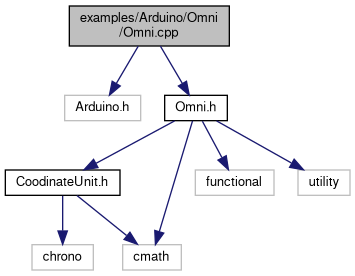 examples/Arduino/Omni
/Omni.cpp
Arduino.h
Omni.h
CoodinateUnit.h
functional
utility
chrono
cmath